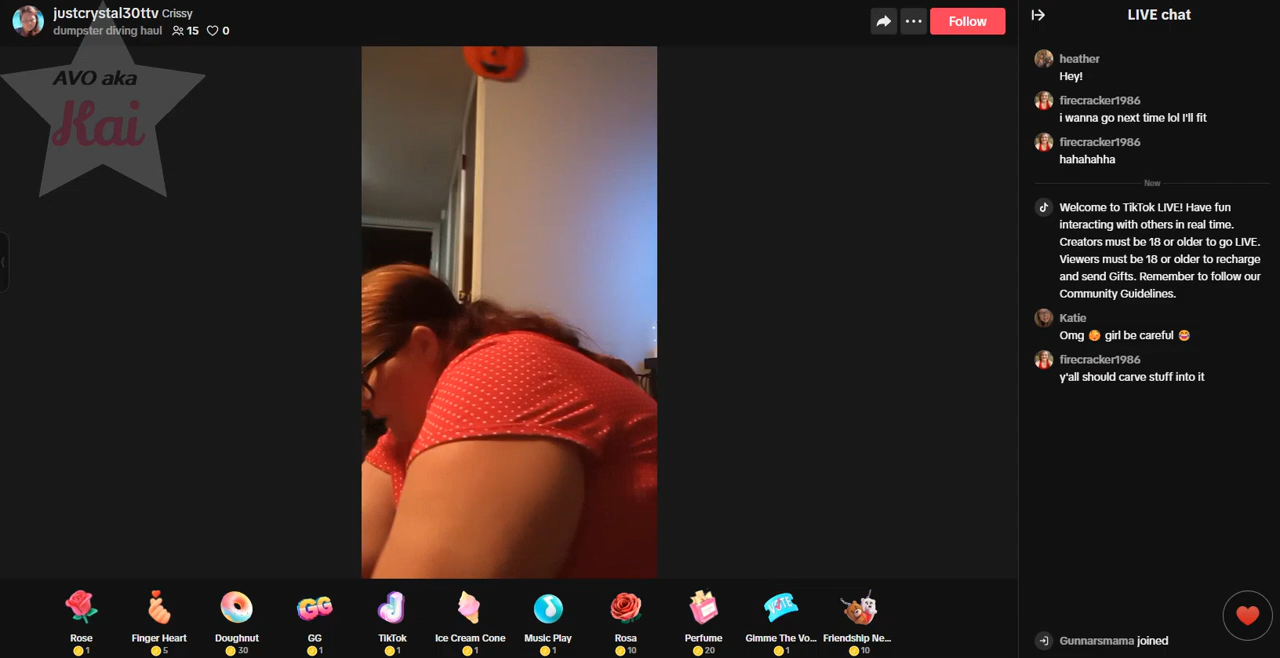 justcrystal30ttv Crissy
dumpster diving haul 15 0
Follow
AVO aka
Kai
LIVE chat
heather
Hey!
firecracker1986
i wanna go next time lol I'll fit
firecracker1986
hahahahha
New
Welcome to TikTok LIVE! Have fun
interacting with others in real time.
Creators must be 18 or older to go LIVE.
Viewers must be 18 or older to recharge
and send Gifts. Remember to follow our
Community Guidelines.
Katie
Omg 🎃 girl be careful 😂
firecracker1986
y'all should carve stuff into it
Gunnarsmama joined
Rose
1
Finger Heart
5
Doughnut
30
GG
GG
1
TikTok
1
Ice Cream Cone
1
Music Play
1
Rosa
10
Perfume
20
VOTE
GImme The Vo...
1
Friendship Ne...
10